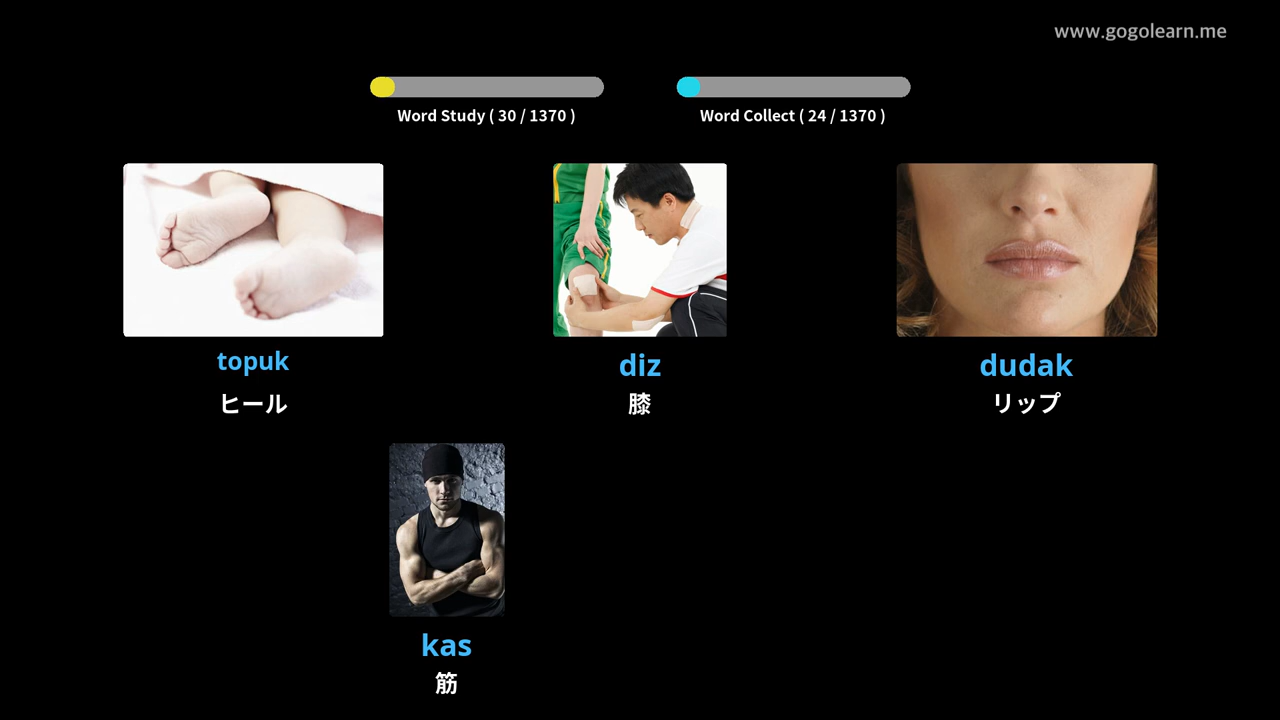 www.gogolearn.me
Word Study ( 30 / 1370 )
Word Collect ( 24 / 1370 )
topuk
ヒール
diz
膝
dudak
リップ
kas
筋